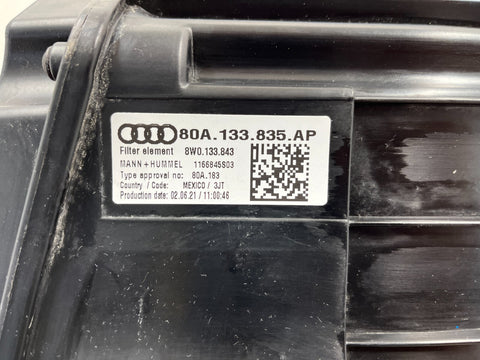 80A.133.835.AP
Filter element 8W0.133.843
MANN+HUMMEL 1166845S03
Type approval no: 80A.183
Country / Code: MEXICO / 3JT
Production date: 02.06.21 / 11:00:46